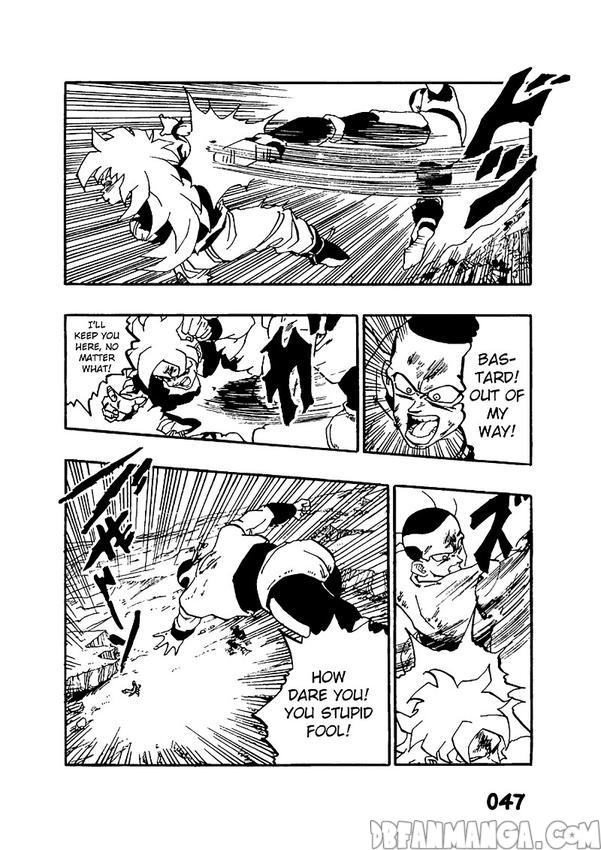 BAS-
TARD!
OUT OF
MY
WAY!
I'LL
KEEP YOU
HERE, NO
MATTER
WHAT!
ズ
HOW
DARE YOU!
YOU STUPID
FOOL!
047
DBFANMANGA.COM